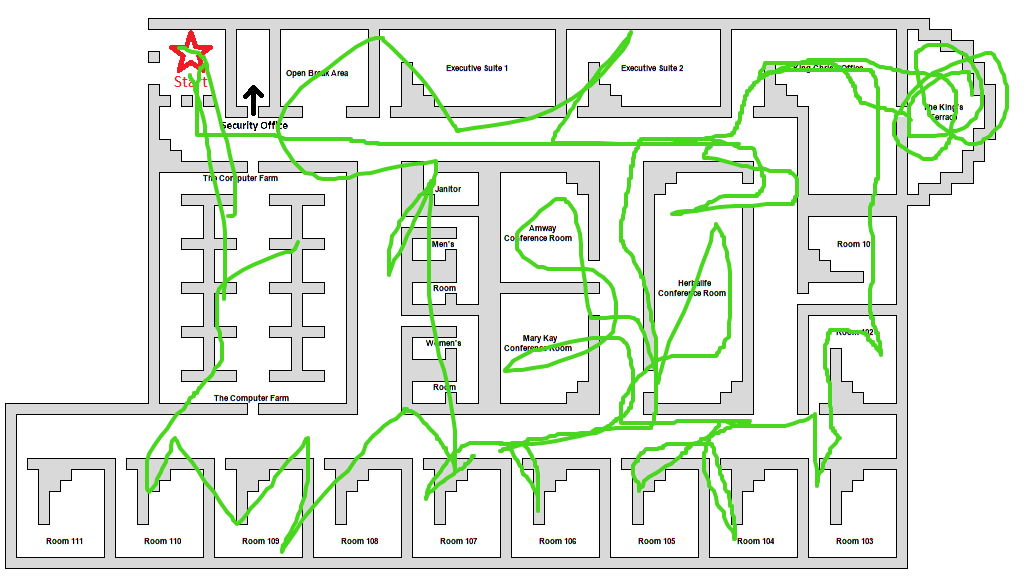 Start
Open Break Area
Executive Suite 1
Executive Suite 2
King Chris' Office
The King's
Terrace
Security Office
The Computer Farm
Janitor
Men's
Room
Women's
Room
Amway
Conference Room
Mary Kay
Conference Room
Herbalife
Conference Room
Room 101
Room 102
The Computer Farm
Room 111
Room 110
Room 109
Room 108
Room 107
Room 106
Room 105
Room 104
Room 103